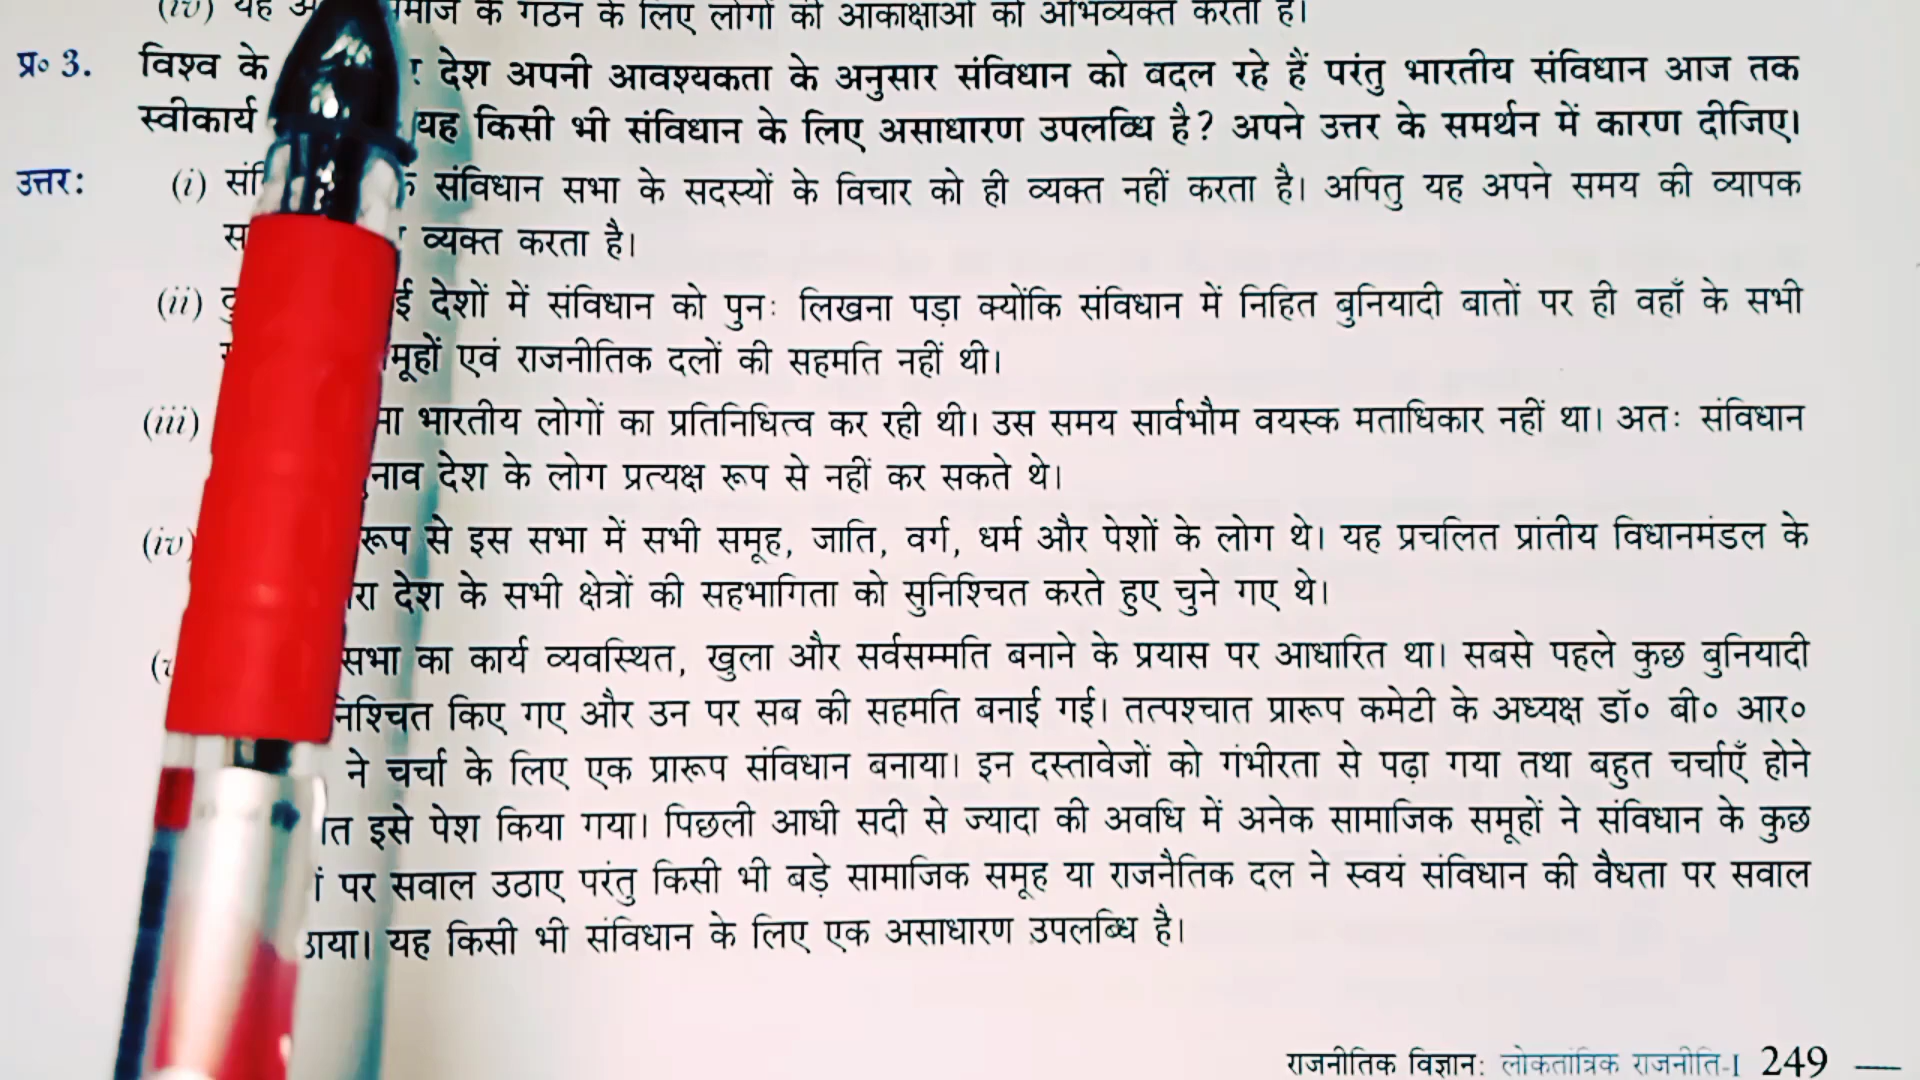 (iv) यह के गठन के लिए लोगों की आकांक्षाओं को अभिव्यक्त करता है।
प्र० 3. विश्व के देश अपनी आवश्यकता के अनुसार संविधान को बदल रहे हैं परंतु भारतीय संविधान आज तक
स्वीकार्य यह किसी भी संविधान के लिए असाधारण उपलब्धि है? अपने उत्तर के समर्थन में कारण दीजिए।
उत्तर: (i) संविधान सभा के सदस्यों के विचार को ही व्यक्त नहीं करता है। अपितु यह अपने समय की व्यापक
व्यक्त करता है।
(ii) देशों में संविधान को पुनः लिखना पड़ा क्योंकि संविधान में निहित बुनियादी बातों पर ही वहाँ के सभी
एवं राजनीतिक दलों की सहमति नहीं थी।
(iii) भारतीय लोगों का प्रतिनिधित्व कर रही थी। उस समय सार्वभौम वयस्क मताधिकार नहीं था। अतः संविधान
देश के लोग प्रत्यक्ष रूप से नहीं कर सकते थे।
(iv) रूप से इस सभा में सभी समूह, जाति, वर्ग, धर्म और पेशों के लोग थे। यह प्रचलित प्रांतीय विधानमंडल के
देश के सभी क्षेत्रों की सहभागिता को सुनिश्चित करते हुए चुने गए थे।
सभा का कार्य व्यवस्थित, खुला और सर्वसम्मति बनाने के प्रयास पर आधारित था। सबसे पहले कुछ बुनियादी
निश्चित किए गए और उन पर सब की सहमति बनाई गई। तत्पश्चात प्रारूप कमेटी के अध्यक्ष डॉ० बी० आर०
ने चर्चा के लिए एक प्रारूप संविधान बनाया। इन दस्तावेजों को गंभीरता से पढ़ा गया तथा बहुत चर्चाएँ होने
इसे पेश किया गया। पिछली आधी सदी से ज्यादा की अवधि में अनेक सामाजिक समूहों ने संविधान के कुछ
पर सवाल उठाए परंतु किसी भी बड़े सामाजिक समूह या राजनैतिक दल ने स्वयं संविधान की वैधता पर सवाल
यह किसी भी संविधान के लिए एक असाधारण उपलब्धि है।
राजनीतिक विज्ञान: लोकतांत्रिक राजनीति-I 249